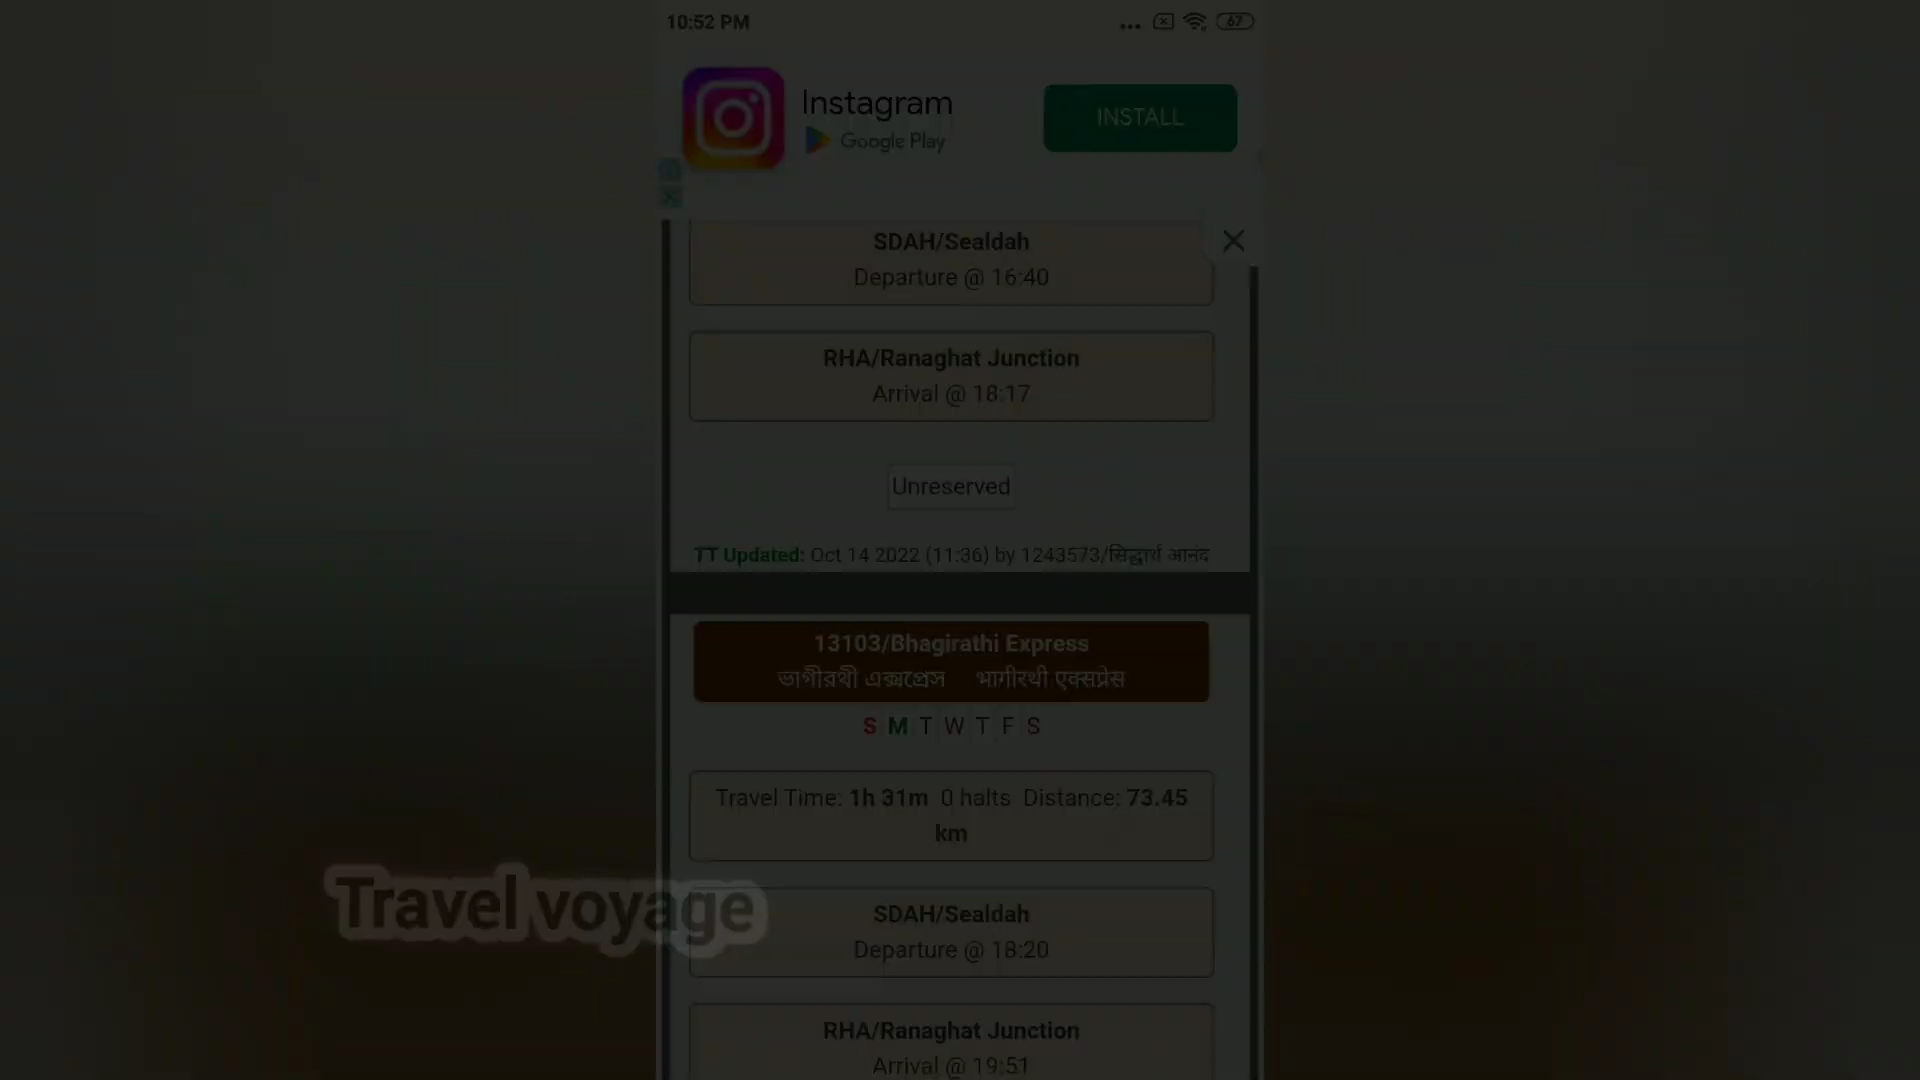 10:52 PM
67
Instagram
Google Play
INSTALL
SDAH/Sealdah
Departure @ 16:40
RHA/Ranaghat Junction
Arrival @ 18:17
Unreserved
TT Updated: Oct 14 2022 (11:36) by 1243573/सिद्धार्थ आनंद
13103/Bhagirathi Express
ভাগীরথী এক্সপ্রেস भागीरथी एक्सप्रेस
S M T W T F S
Travel Time: 1h 31m 0 halts Distance: 73.45
km
Travel voyage
SDAH/Sealdah
Departure @ 18:20
RHA/Ranaghat Junction
Arrival @ 19:51